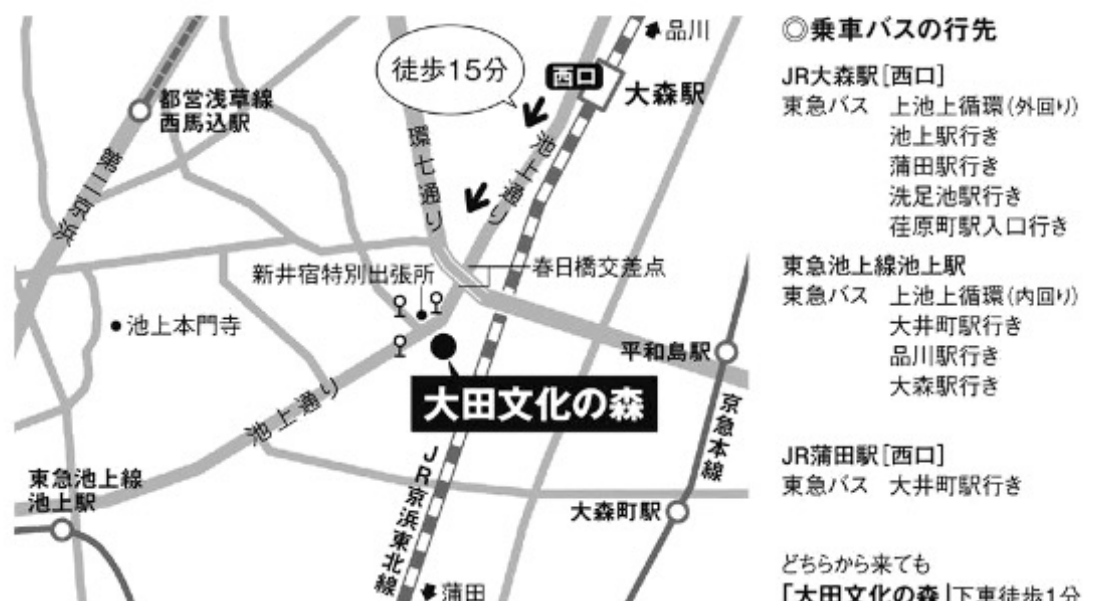 品川
徒歩15分
西口
大森駅
都営浅草線
西馬込駅
環七通り
池上通り
第二京浜
新井宿特別出張所
春日橋交差点
池上本門寺
平和島駅
大田文化の森
池上通り
京急本線
JR京浜東北線
東急池上線
池上駅
大森町駅
蒲田
◎乗車バスの行先
JR大森駅[西口]
東急バス 上池上循環(外回り)
池上駅行き
蒲田駅行き
洗足池駅行き
荏原町駅入口行き
東急池上線池上駅
東急バス 上池上循環(内回り)
大井町駅行き
品川駅行き
大森駅行き
JR蒲田駅[西口]
東急バス 大井町駅行き
どちらから来ても
「大田文化の森」下車徒歩1分